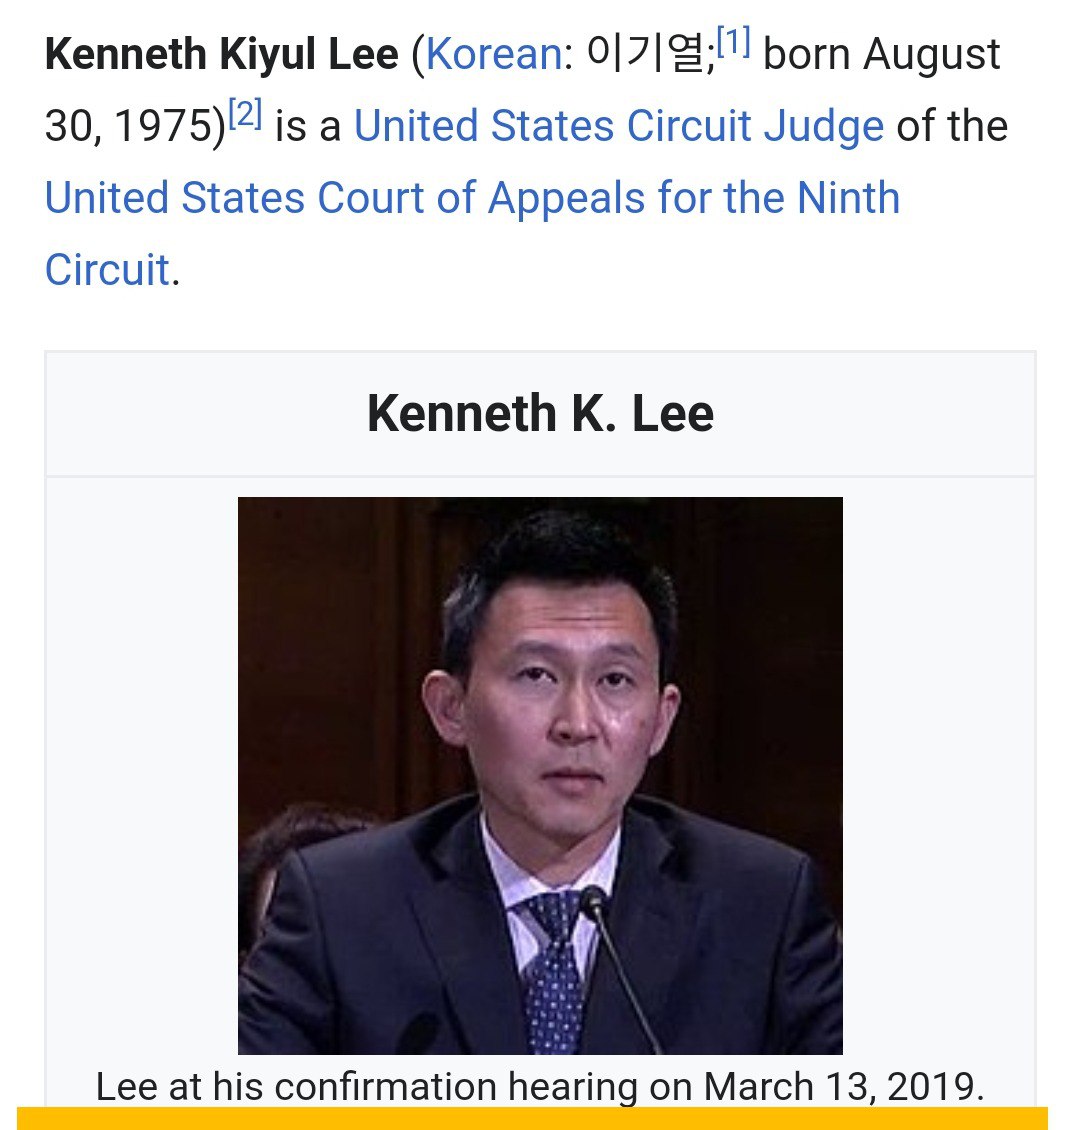 Kenneth Kiyul Lee (Korean: 이기열;[1] born August
30, 1975)[2] is a United States Circuit Judge of the
United States Court of Appeals for the Ninth
Circuit.
Kenneth K. Lee
Lee at his confirmation hearing on March 13, 2019.